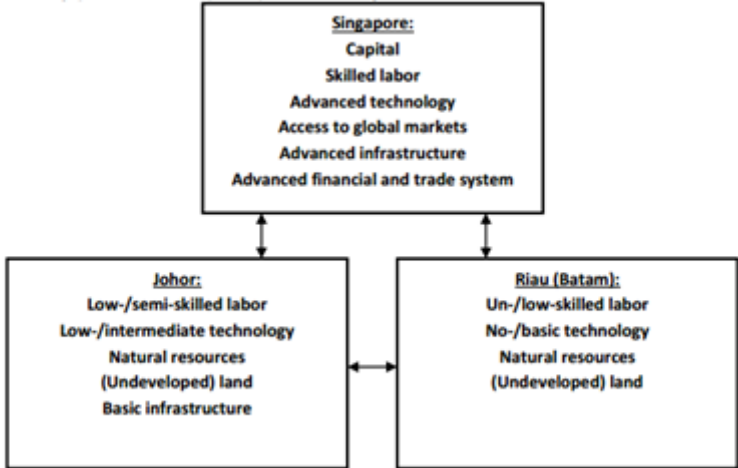 Singapore:
Capital
Skilled labor
Advanced technology
Access to global markets
Advanced infrastructure
Advanced financial and trade system
Johor:
Low-/semi-skilled labor
Low-/intermediate technology
Natural resources
(Undeveloped) land
Basic infrastructure
Riau (Batam):
Un-/low-skilled labor
No-/basic technology
Natural resources
(Undeveloped) land